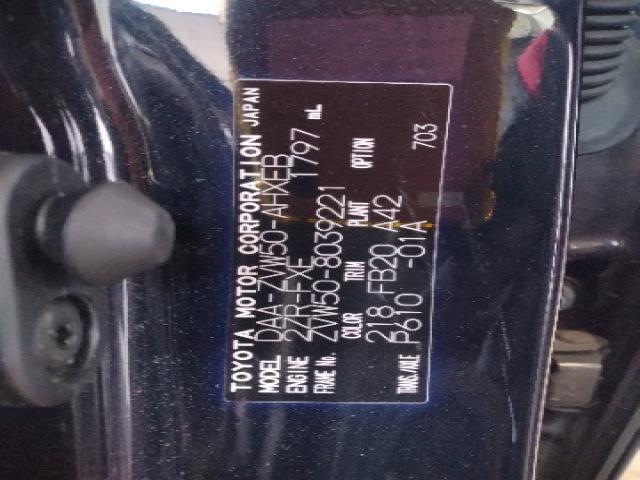 TOYOTA MOTOR CORPORATION JAPAN
MODEL DAA-ZVW50-AHXEB
ENGINE 2ZR-FXE 1797 mL
FRAME No. ZVW50-8039221
COLOR TRIM PLANT OPTION
218 FB20 A42
TRANS./AXLE P610 -01A 703